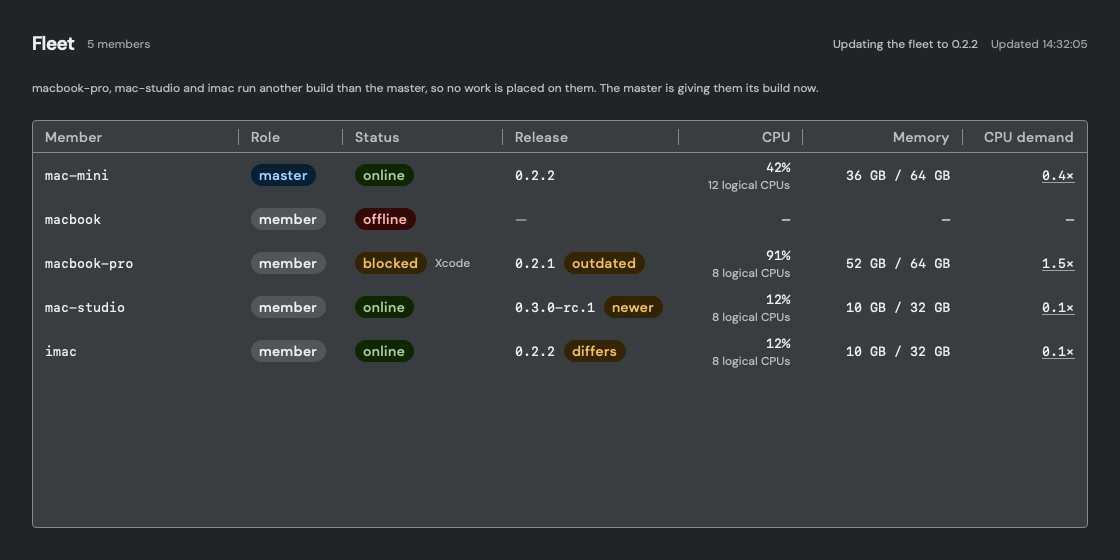 Fleet 5 members Updating the fleet to 0.2.2 Updated 14:32:05
macbook-pro, mac-studio and imac run another build than the master, so no work is placed on them. The master is giving them its build now.
Member Role Status Release CPU Memory CPU demand
mac-mini master online 0.2.2 42% 36 GB / 64 GB 0.4×
12 logical CPUs
macbook member offline — — — —
macbook-pro member blocked Xcode 0.2.1 outdated 91% 52 GB / 64 GB 1.5×
8 logical CPUs
mac-studio member online 0.3.0-rc.1 newer 12% 10 GB / 32 GB 0.1×
8 logical CPUs
imac member online 0.2.2 differs 12% 10 GB / 32 GB 0.1×
8 logical CPUs